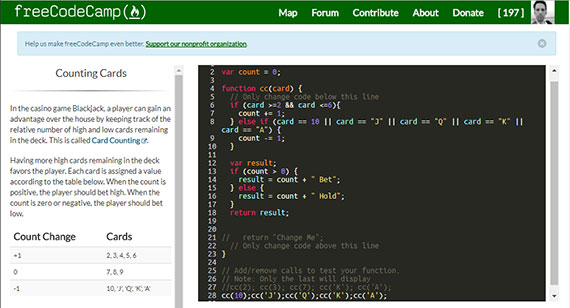 freeCodeCamp(🔥)
Map Forum Contribute About Donate [ 197 ]
Help us make freeCodeCamp even better. Support our nonprofit organization.
Counting Cards
In the casino game Blackjack, a player can gain an
advantage over the house by keeping track of the
relative number of high and low cards remaining
in the deck. This is called Card Counting.
Having more high cards remaining in the deck
favors the player. Each card is assigned a value
according to the table below. When the count is
positive, the player should bet high. When the
count is zero or negative, the player should bet
low.
Count Change Cards
+1 2, 3, 4, 5, 6
0 7, 8, 9
-1 10, 'J', 'Q', 'K', 'A'
2 var count = 0;
3
4 function cc(card) {
5 // Only change code below this line
6 if (card >=2 && card <=6){
7 count += 1;
8 } else if (card == 10 || card == "J" || card == "Q" || card == "K" ||
card == "A") {
9 count -= 1;
10 }
11
12 var result;
13 if (count > 0) {
14 result = count + " Bet";
15 } else {
16 result = count + " Hold";
17 }
18 return result;
19
20
21 // return "Change Me";
22 // Only change code above this line
23 }
24
25 // Add/remove calls to test your function.
26 // Note: Only the last will display
27 //cc(2); cc(3); cc(7); cc('K'); cc('A');
28 cc(10);cc('J');cc('Q');cc('K');cc('A');